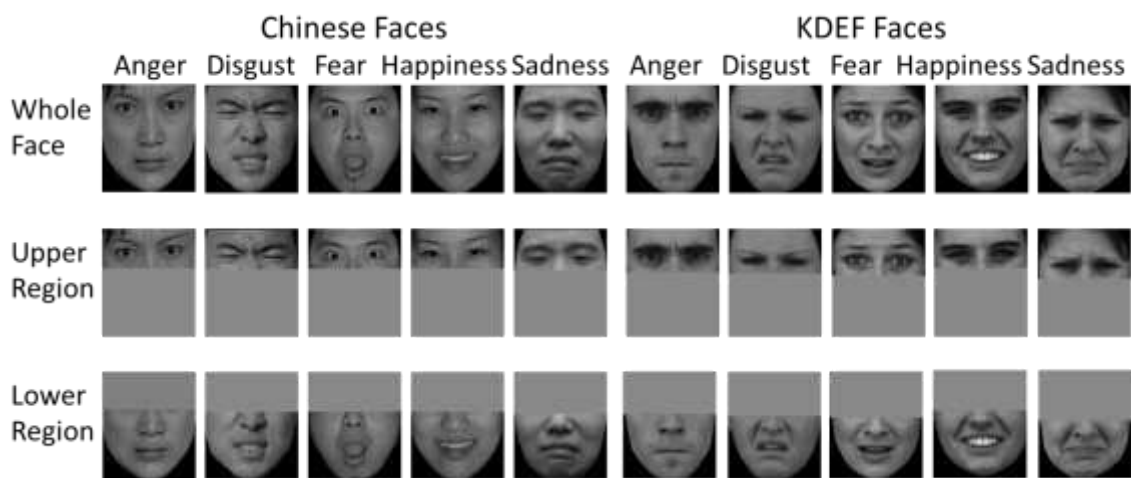 Chinese Faces KDEF Faces
Anger Disgust Fear Happiness Sadness Anger Disgust Fear Happiness Sadness
Whole
Face
Upper
Region
Lower
Region